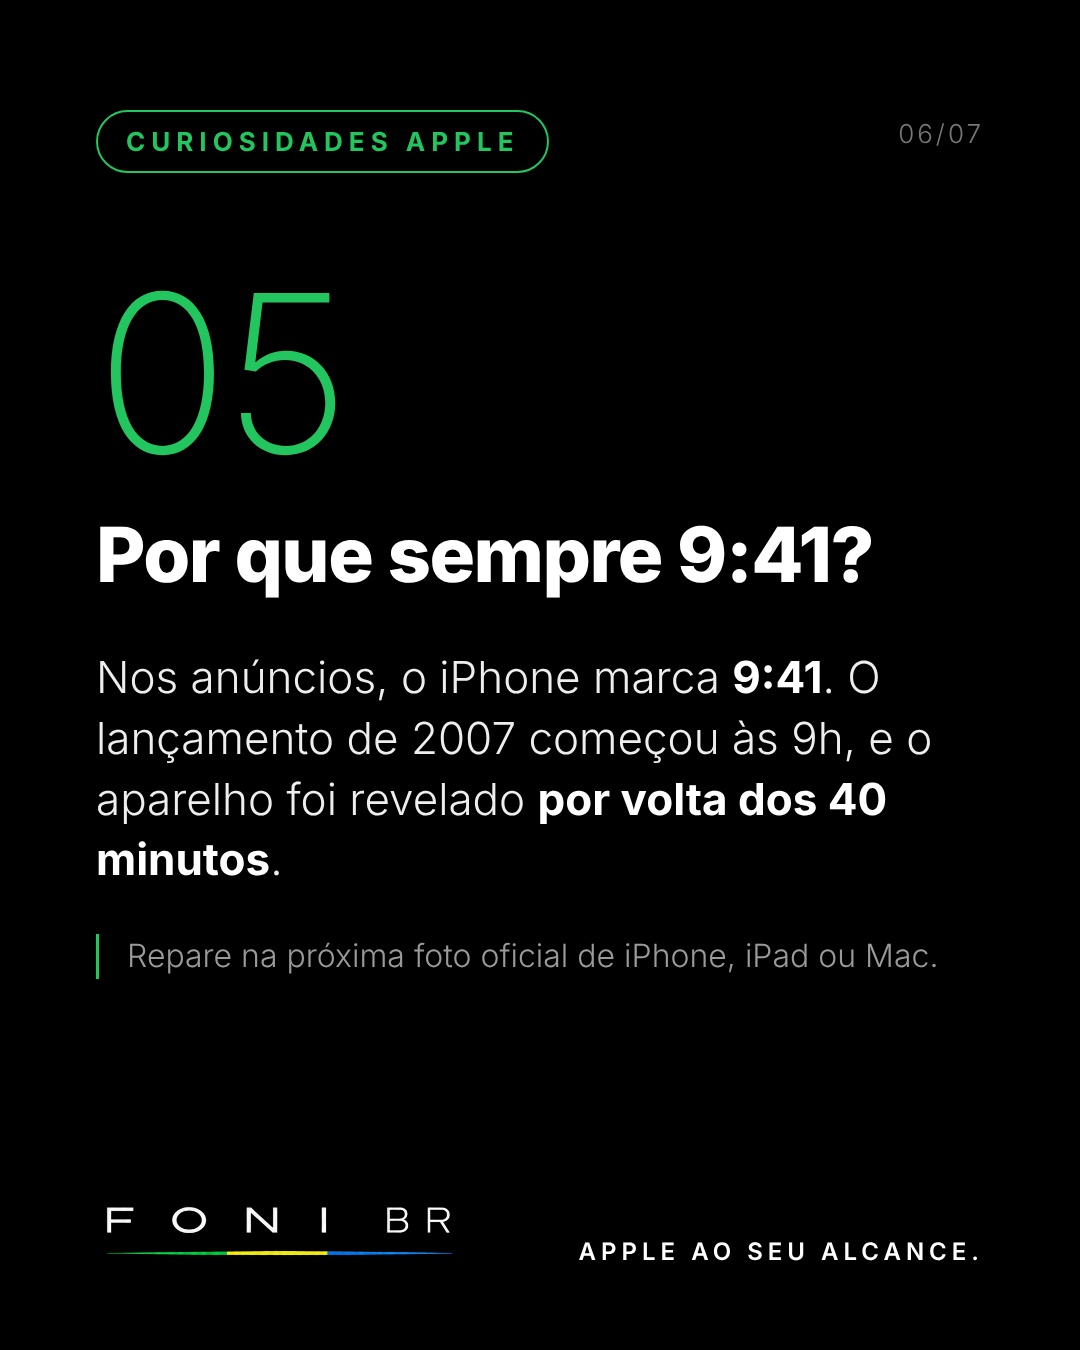 CURIOSIDADES APPLE
06/07
05
Por que sempre 9:41?
Nos anúncios, o iPhone marca 9:41. O
lançamento de 2007 começou às 9h, e o
aparelho foi revelado por volta dos 40
minutos.
Repare na próxima foto oficial de iPhone, iPad ou Mac.
FONI BR
APPLE AO SEU ALCANCE.